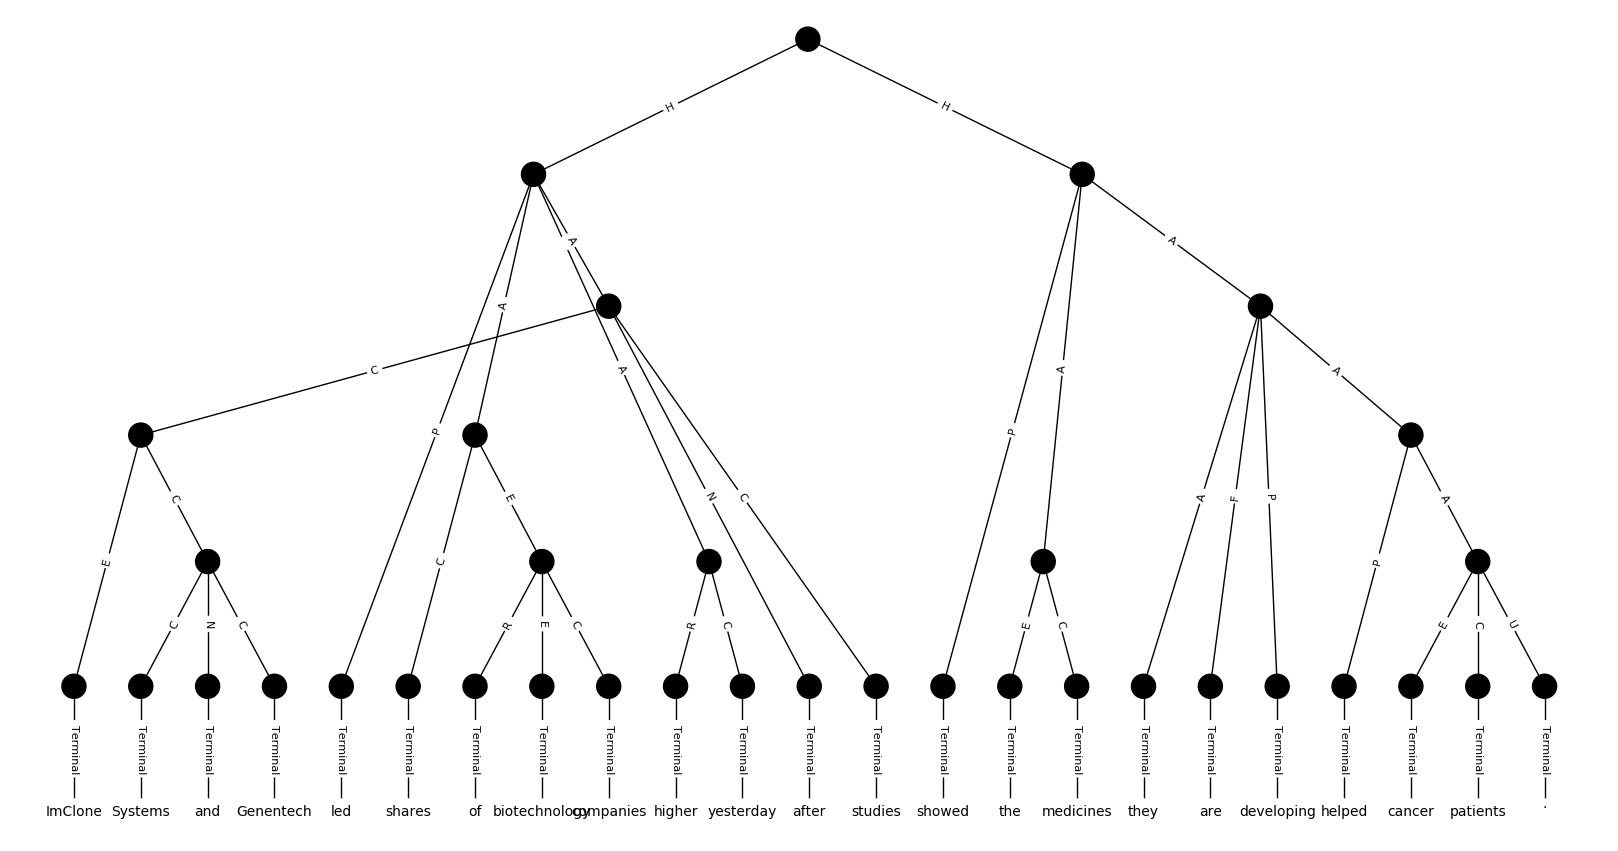 H H
A A
A
P A A P A
C A
C E N C A F P A
E C P
C N C R E C R C E C E C U
Terminal Terminal Terminal Terminal Terminal Terminal Terminal Terminal Terminal Terminal Terminal Terminal Terminal Terminal Terminal Terminal Terminal Terminal Terminal Terminal Terminal Terminal Terminal
ImClone Systems and Genentech led shares of biotechnology companies higher yesterday after studies showed the medicines they are developing helped cancer patients .